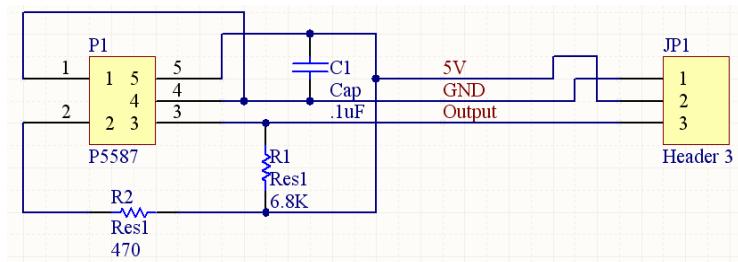 P1
1
2
1 5
4
2 3
5
4
3
P5587
C1
Cap
.1uF
R1
Res1
6.8K
R2
Res1
470
5V
GND
Output
JP1
1
2
3
Header 3